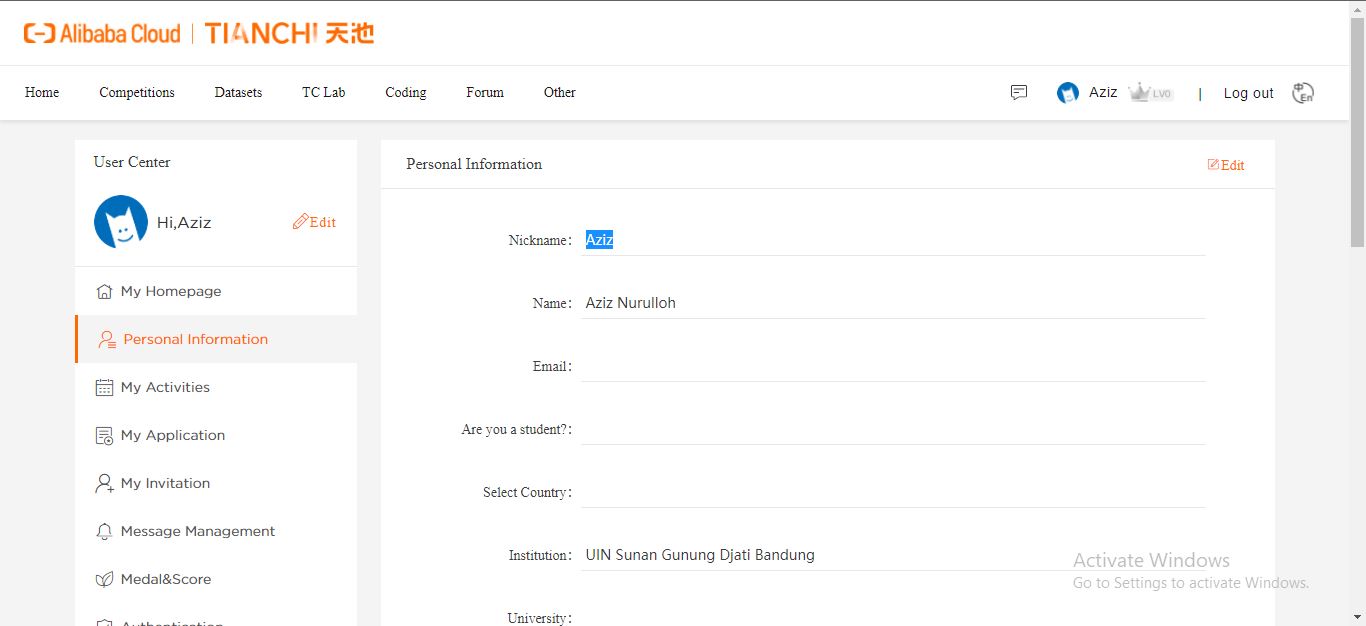 Alibaba Cloud | TIANCHI 天池
Home Competitions Datasets TC Lab Coding Forum Other Aziz LV0 | Log out 中 En
User Center
Hi,Aziz Edit
My Homepage
Personal Information
My Activities
My Application
My Invitation
Message Management
Medal&Score
Authentication
Personal Information Edit
Nickname: Aziz
Name: Aziz Nurulloh
Email:
Are you a student?:
Select Country:
Institution: UIN Sunan Gunung Djati Bandung
University:
Activate Windows
Go to Settings to activate Windows.